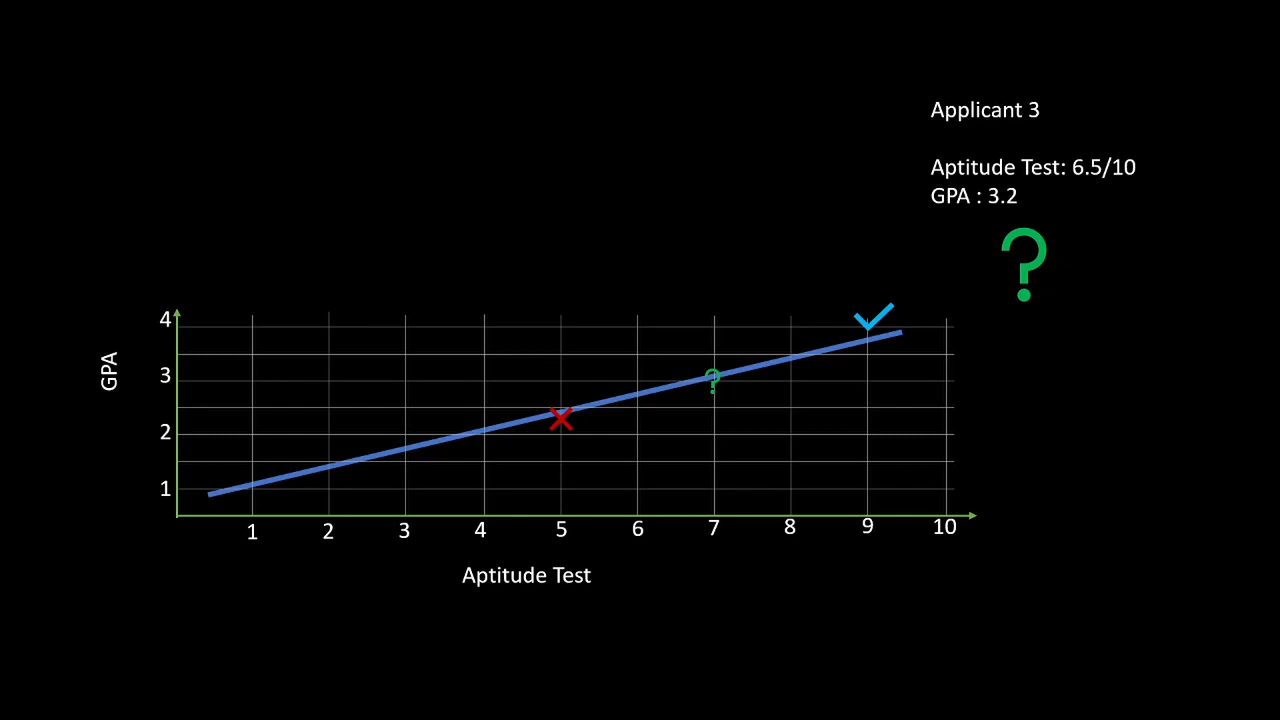 Applicant 3
Aptitude Test: 6.5/10
GPA : 3.2
?
4
3
2
1
GPA
?
1 2 3 4 5 6 7 8 9 10
Aptitude Test